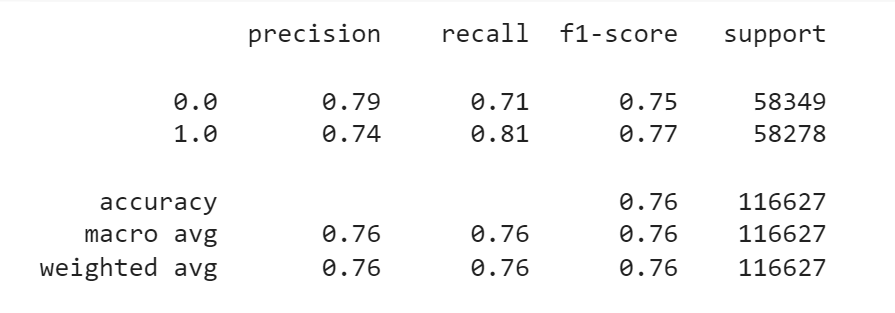 precision recall f1-score support
0.0 0.79 0.71 0.75 58349
1.0 0.74 0.81 0.77 58278
accuracy 0.76 116627
macro avg 0.76 0.76 0.76 116627
weighted avg 0.76 0.76 0.76 116627